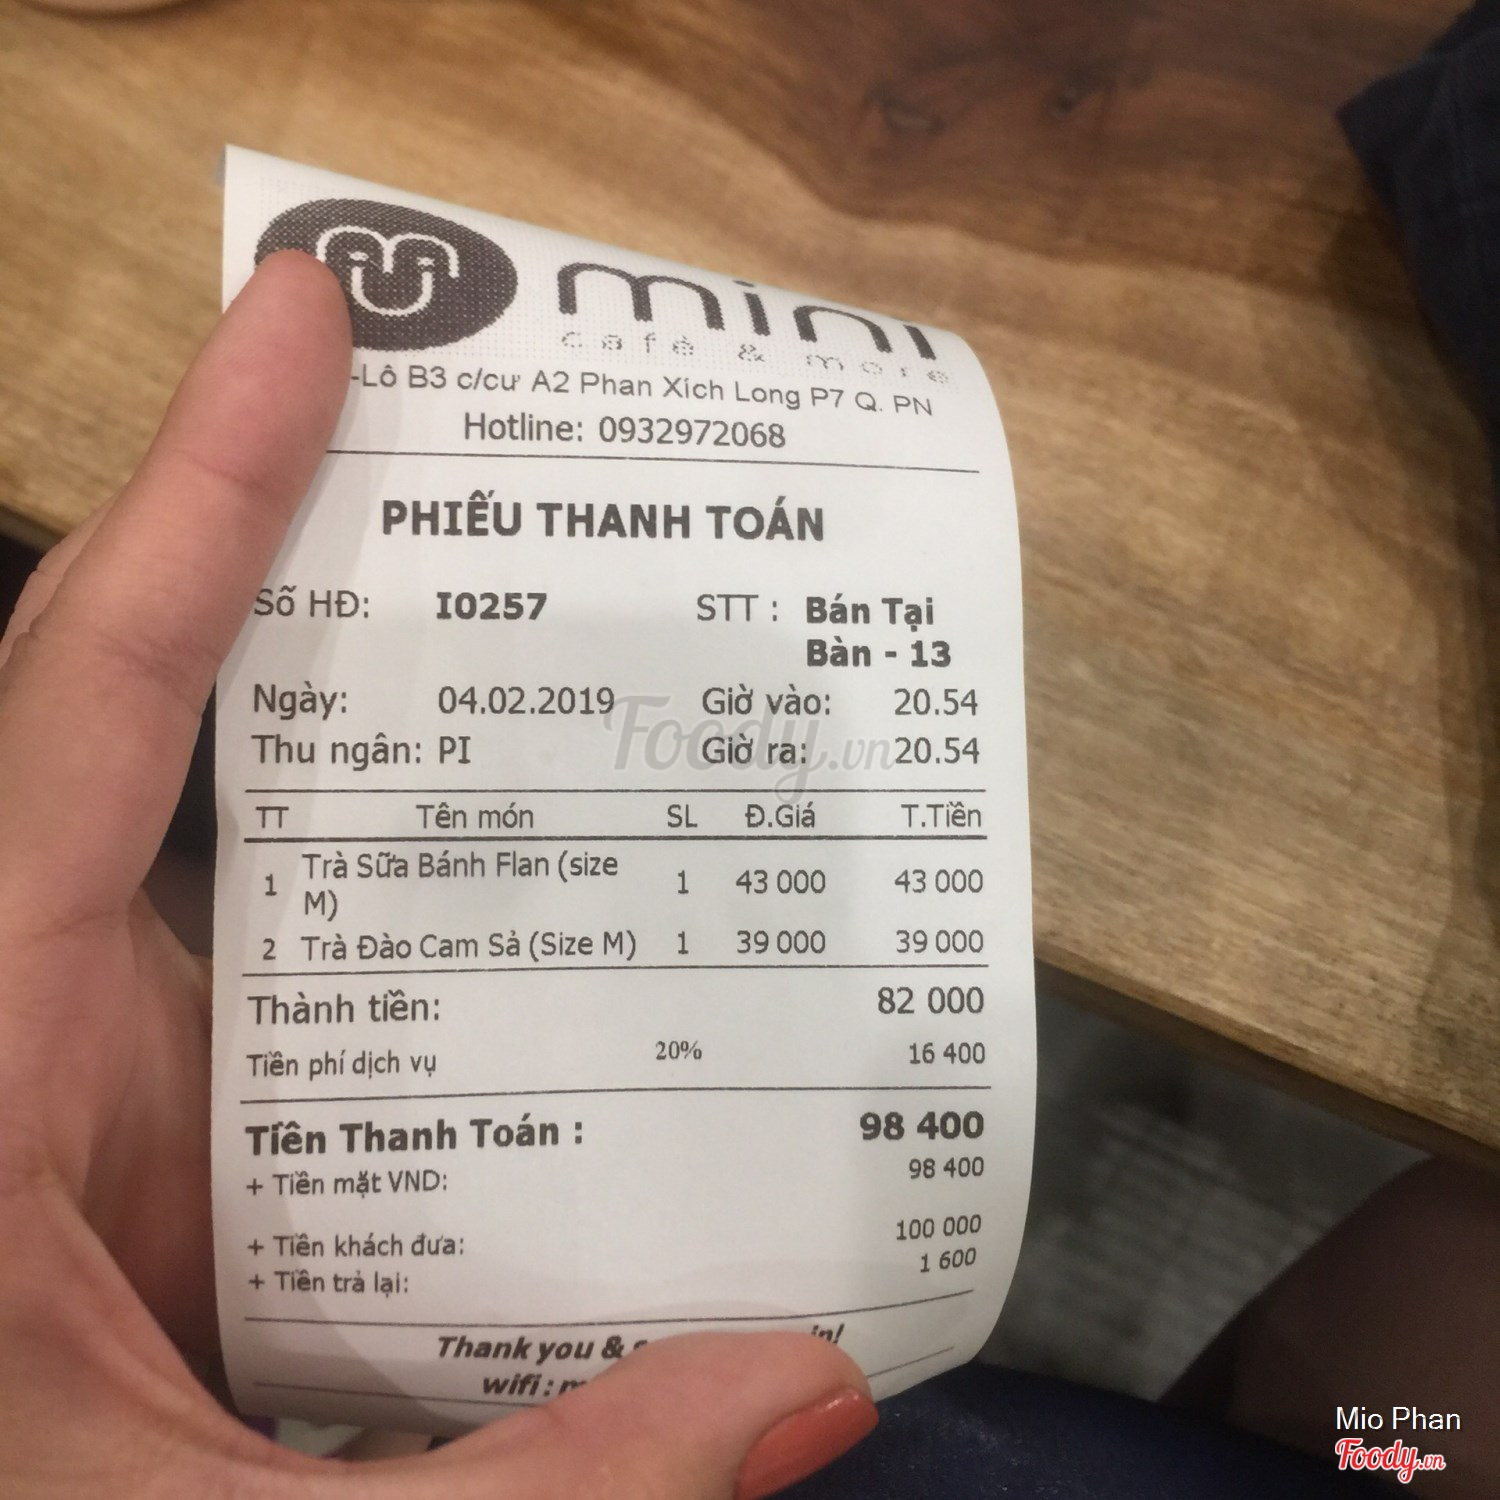 mini
cafè & more
-Lô B3 c/cư A2 Phan Xích Long P7 Q. PN
Hotline: 0932972068
PHIẾU THANH TOÁN
Số HĐ: I0257 STT : Bán Tại
Bàn - 13
Ngày: 04.02.2019 Giờ vào: 20.54
Thu ngân: PI Giờ ra: 20.54
Foody.vn
TT Tên món SL Đ.Giá T.Tiền
1 Trà Sữa Bánh Flan (size 1 43 000 43 000
M)
2 Trà Đào Cam Sả (Size M) 1 39 000 39 000
Thành tiền: 82 000
Tiền phí dịch vụ 20% 16 400
Tiền Thanh Toán : 98 400
+ Tiền mặt VND: 98 400
+ Tiền khách đưa: 100 000
+ Tiền trả lại: 1 600
Thank you &
wifi :
Mio Phan
Foody.vn